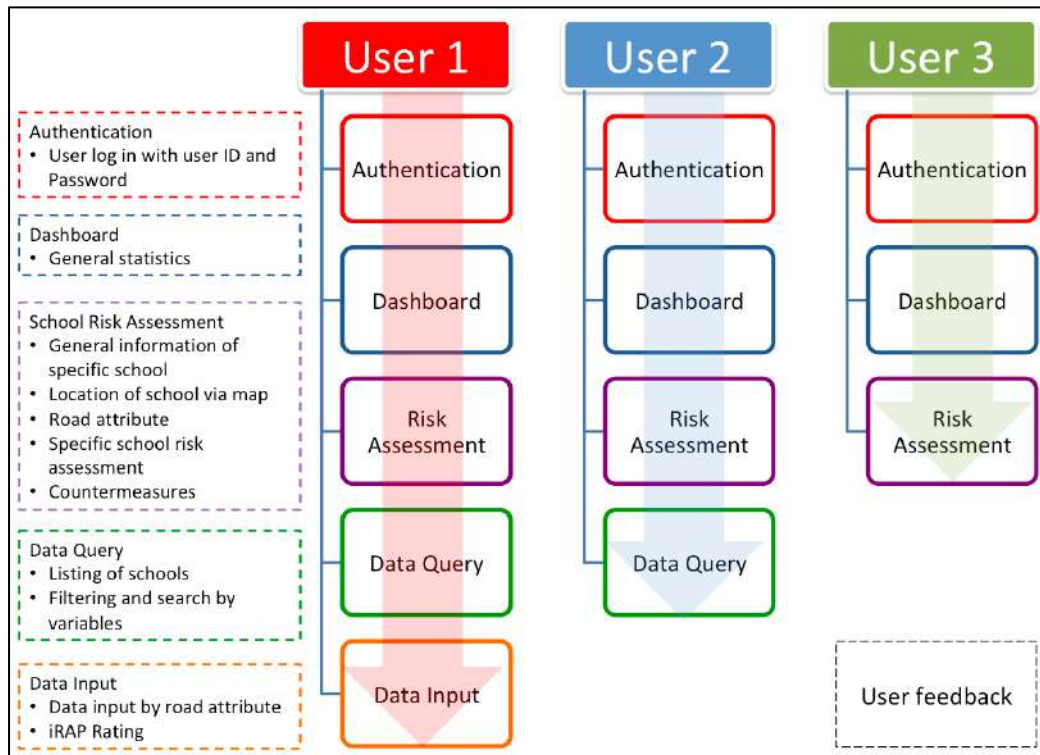 User 1
User 2
User 3
Authentication
• User log in with user ID and
Password
Dashboard
• General statistics
School Risk Assessment
• General information of
specific school
• Location of school via map
• Road attribute
• Specific school risk
assessment
• Countermeasures
Data Query
• Listing of schools
• Filtering and search by
variables
Data Input
• Data input by road attribute
• iRAP Rating
Authentication
Dashboard
Risk
Assessment
Data Query
Data Input
Authentication
Dashboard
Risk
Assessment
Data Query
Authentication
Dashboard
Risk
Assessment
User feedback